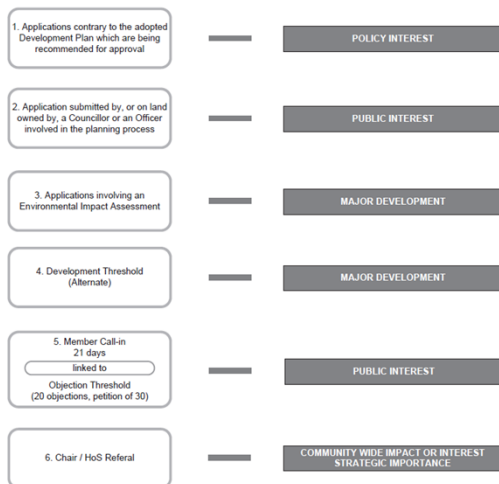 1. Applications contrary to the adopted
Development Plan which are being
recommended for approval
POLICY INTEREST
2. Application submitted by, or on land
owned by, a Councillor or an Officer
involved in the planning process
PUBLIC INTEREST
3. Applications involving an
Environmental Impact Assessment
MAJOR DEVELOPMENT
4. Development Threshold
(Alternate)
MAJOR DEVELOPMENT
5. Member Call-in
21 days
linked to
Objection Threshold
(20 objections, petition of 30)
PUBLIC INTEREST
6. Chair / HoS Referal
COMMUNITY WIDE IMPACT OR INTEREST
STRATEGIC IMPORTANCE